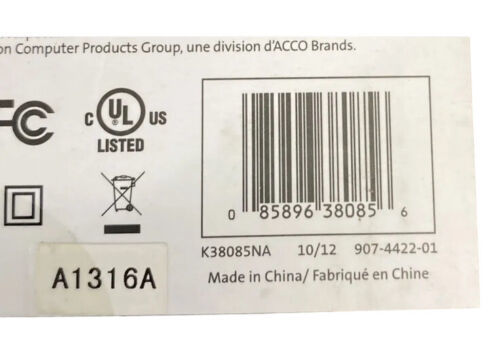 on Computer Products Group, une division d'ACCO Brands.
FC
c UL US
LISTED
0 85896 38085 6
K38085NA 10/12 907-4422-01
A1316A
Made in China/ Fabriqué en Chine